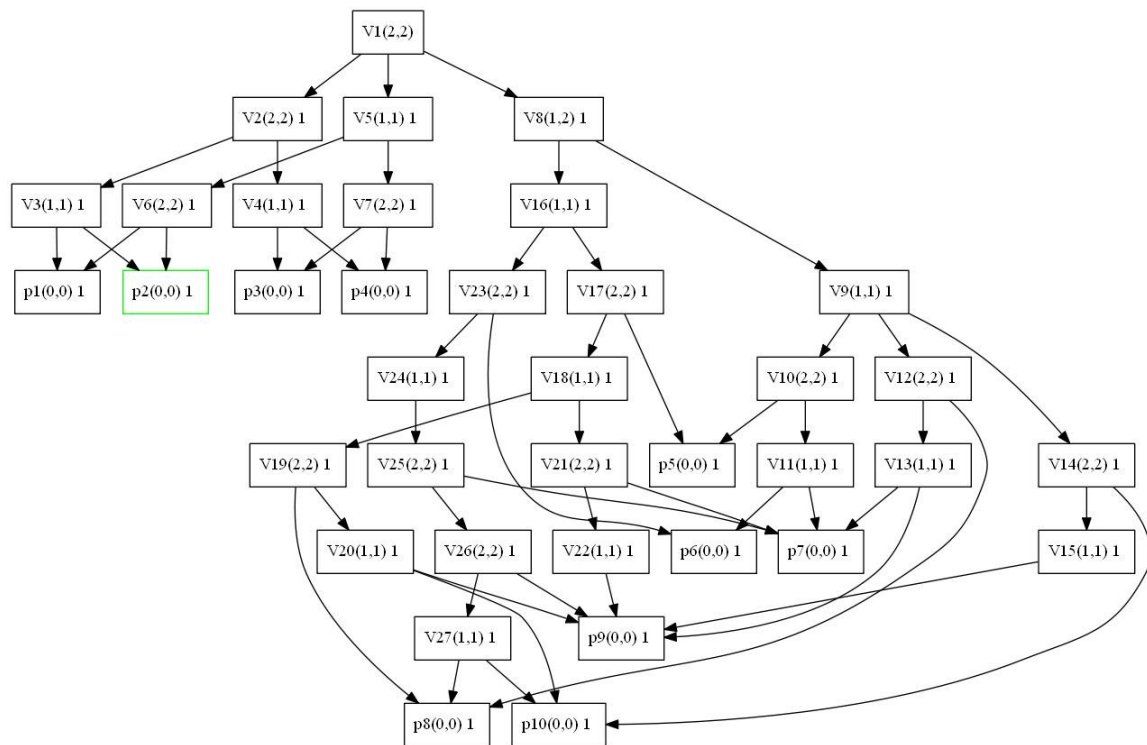 V1(2,2)
V2(2,2) 1
V5(1,1) 1
V8(1,2) 1
V3(1,1) 1
V6(2,2) 1
V4(1,1) 1
V7(2,2) 1
V16(1,1) 1
p1(0,0) 1
p2(0,0) 1
p3(0,0) 1
p4(0,0) 1
V23(2,2) 1
V17(2,2) 1
V9(1,1) 1
V24(1,1) 1
V18(1,1) 1
V10(2,2) 1
V12(2,2) 1
V19(2,2) 1
V25(2,2) 1
V21(2,2) 1
p5(0,0) 1
V11(1,1) 1
V13(1,1) 1
V14(2,2) 1
V20(1,1) 1
V26(2,2) 1
V22(1,1) 1
p6(0,0) 1
p7(0,0) 1
V15(1,1) 1
V27(1,1) 1
p9(0,0) 1
p8(0,0) 1
p10(0,0) 1